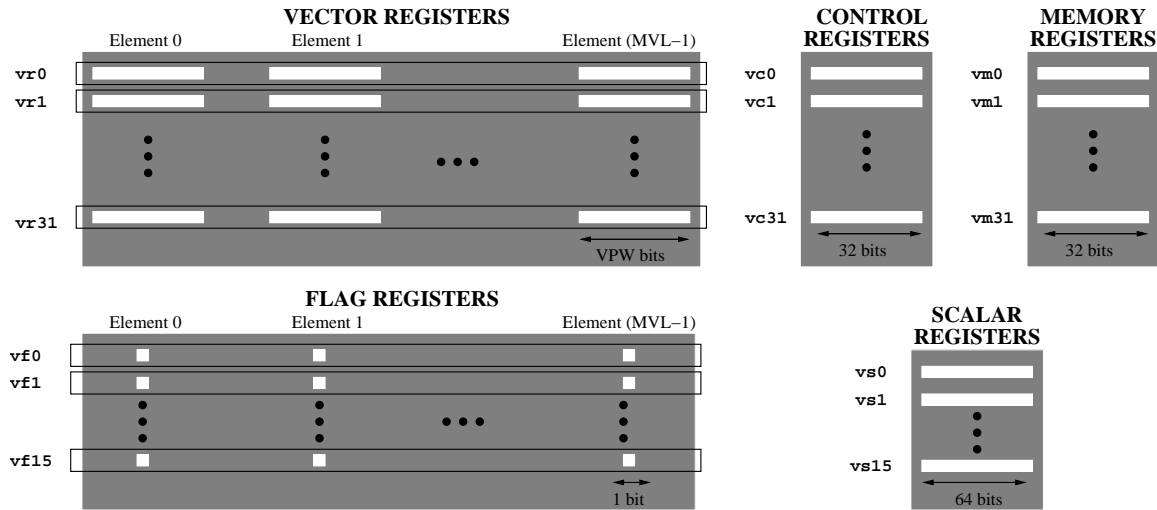 VECTOR REGISTERS
Element 0
Element 1
Element (MVL−1)
vr0
vr1
vr31
VPW bits
CONTROL
REGISTERS
vc0
vc1
vc31
32 bits
MEMORY
REGISTERS
vm0
vm1
vm31
32 bits
FLAG REGISTERS
Element 0
Element 1
Element (MVL−1)
vf0
vf1
vf15
1 bit
SCALAR
REGISTERS
vs0
vs1
vs15
64 bits